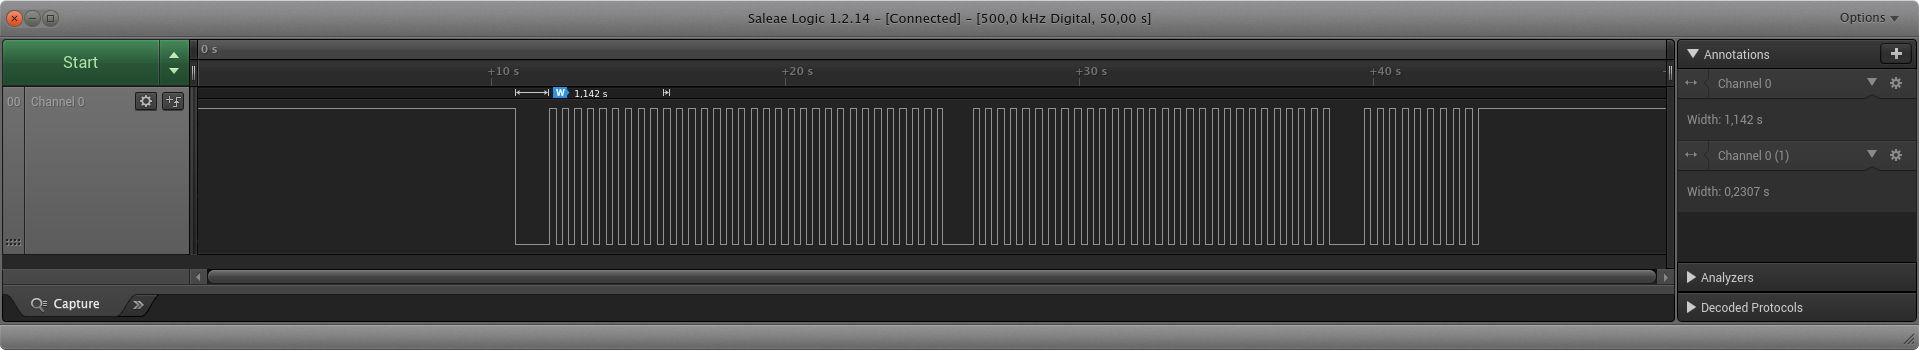 Saleae Logic 1.2.14 – [Connected] – [500,0 kHz Digital, 50,00 s]
Options
Start
0 s
+10 s
+20 s
+30 s
+40 s
00
Channel 0
W
1,142 s
Annotations
Channel 0
Width: 1,142 s
Channel 0 (1)
Width: 0,2307 s
Analyzers
Decoded Protocols
Capture